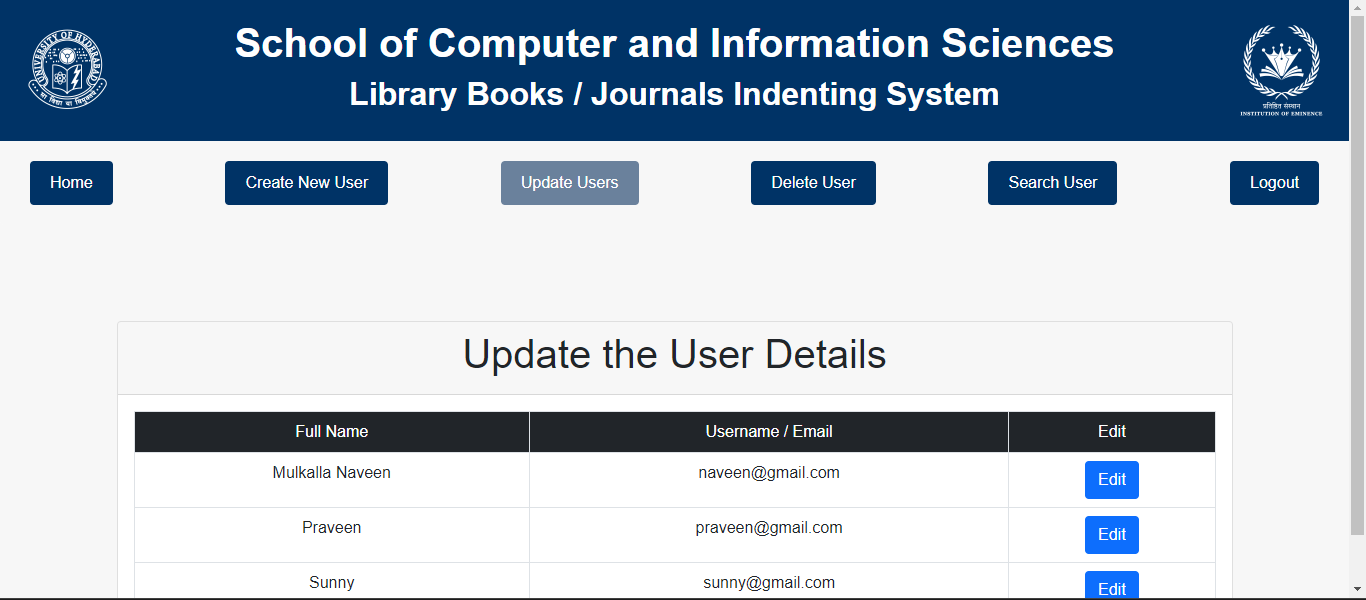 School of Computer and Information Sciences
Library Books / Journals Indenting System
UNIVERSITY OF HYDERABAD
सा विद्या या विमुक्तये
प्रतिष्ठित संस्थान
INSTITUTION OF EMINENCE
Home
Create New User
Update Users
Delete User
Search User
Logout
Update the User Details
Full Name Username / Email Edit
Mulkalla Naveen naveen@gmail.com Edit
Praveen praveen@gmail.com Edit
Sunny sunny@gmail.com Edit